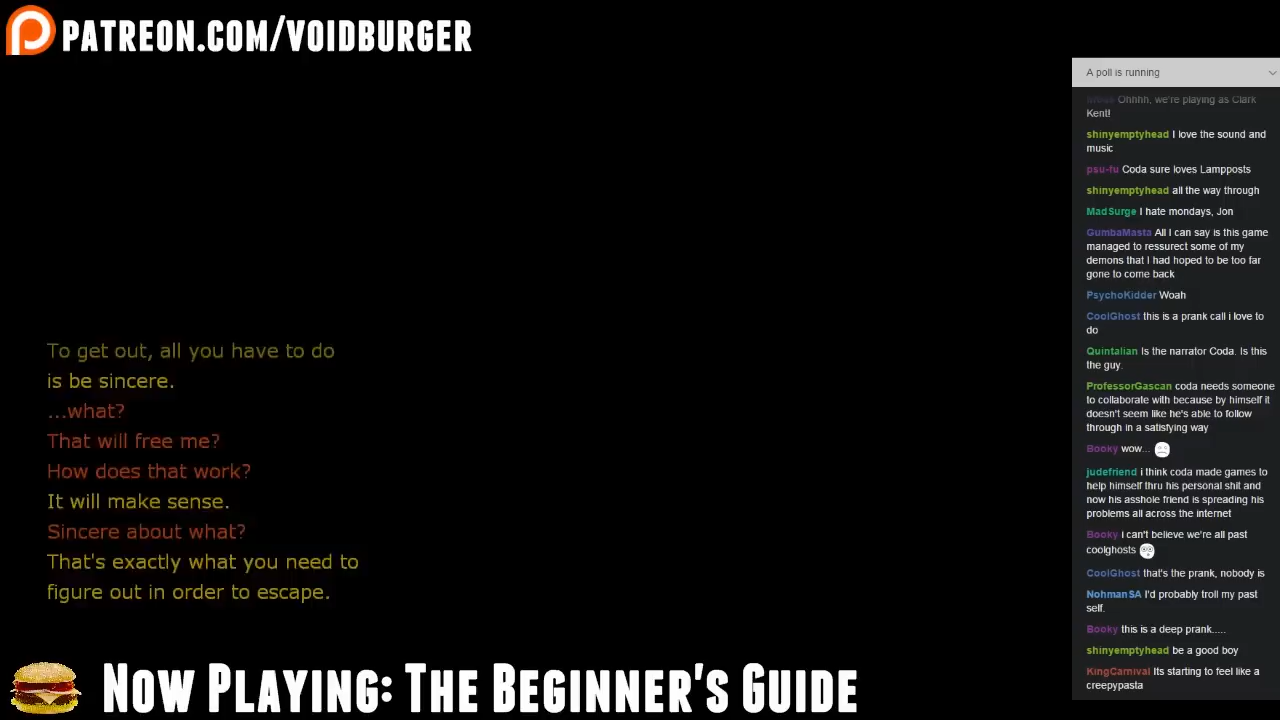 PATREON.COM/VOIDBURGER
A poll is running
Ohhhh, we're playing as Clark
Kent!
shinyemptyhead I love the sound and
music
psu-fu Coda sure loves Lampposts
shinyemptyhead all the way through
MadSurge I hate mondays, Jon
GumbaMasta All I can say is this game
managed to ressurect some of my
demons that I had hoped to be too far
gone to come back
PsychoKidder Woah
CoolGhost this is a prank call i love to
do
Quintalian Is the narrator Coda. Is this
the guy.
ProfessorGascan coda needs someone
to collaborate with because by himself it
doesn't seem like he's able to follow
through in a satisfying way
Booky wow...
judefriend i think coda made games to
help himself thru his personal shit and
now his asshole friend is spreading his
problems all across the internet
Booky i can't believe we're all past
coolghosts
CoolGhost that's the prank, nobody is
NohmanSA I'd probably troll my past
self.
Booky this is a deep prank.....
shinyemptyhead be a good boy
KingCarnival Its starting to feel like a
creepypasta
To get out, all you have to do
is be sincere.
...what?
That will free me?
How does that work?
It will make sense.
Sincere about what?
That's exactly what you need to
figure out in order to escape.
NOW PLAYING: THE BEGINNER'S GUIDE